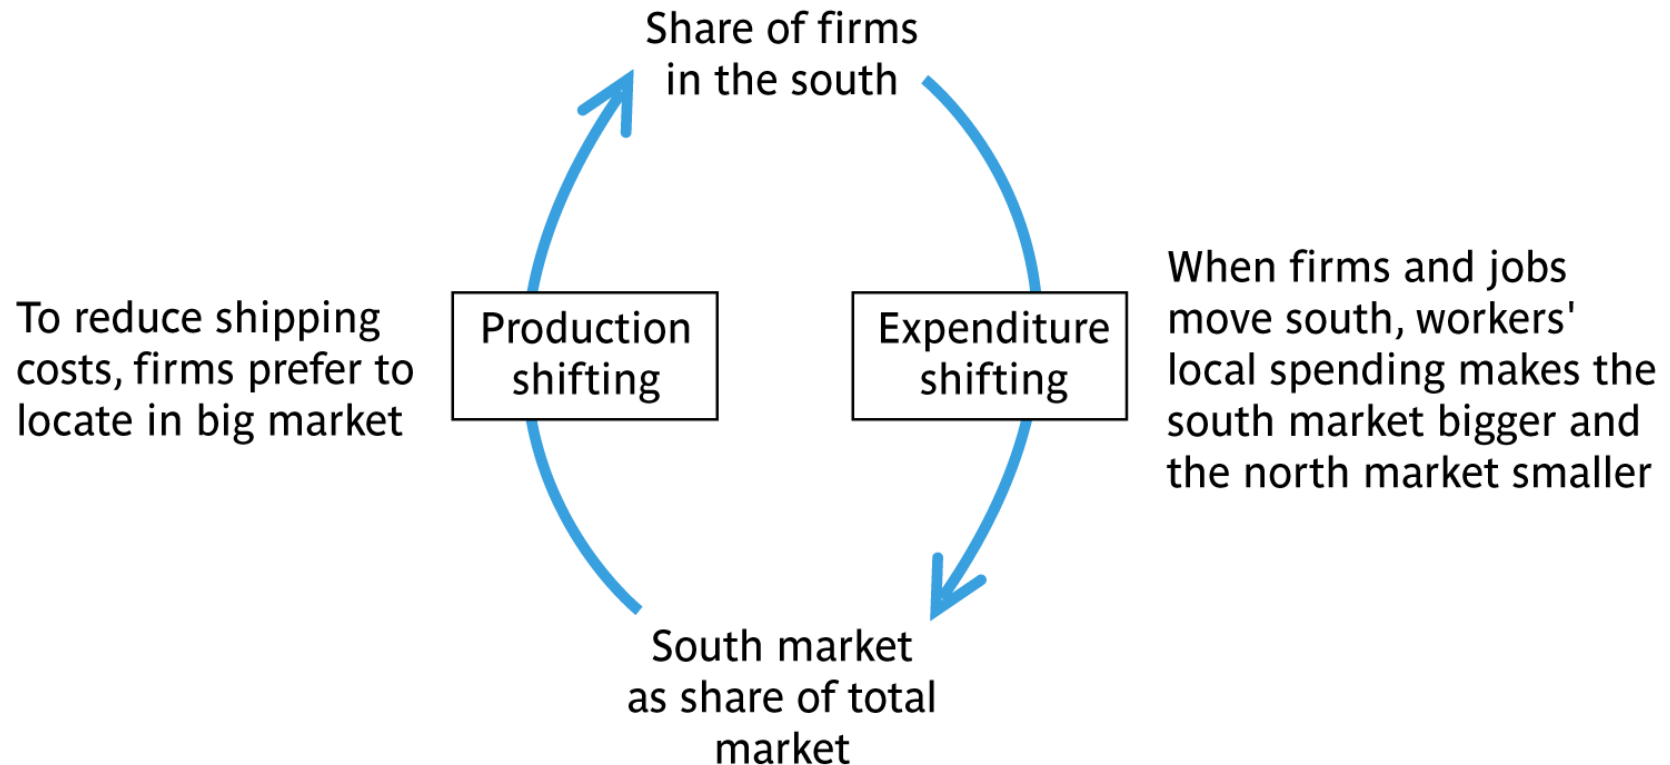 Share of firms
in the south
To reduce shipping
costs, firms prefer to
locate in big market
Production
shifting
Expenditure
shifting
When firms and jobs
move south, workers'
local spending makes the
south market bigger and
the north market smaller
South market
as share of total
market